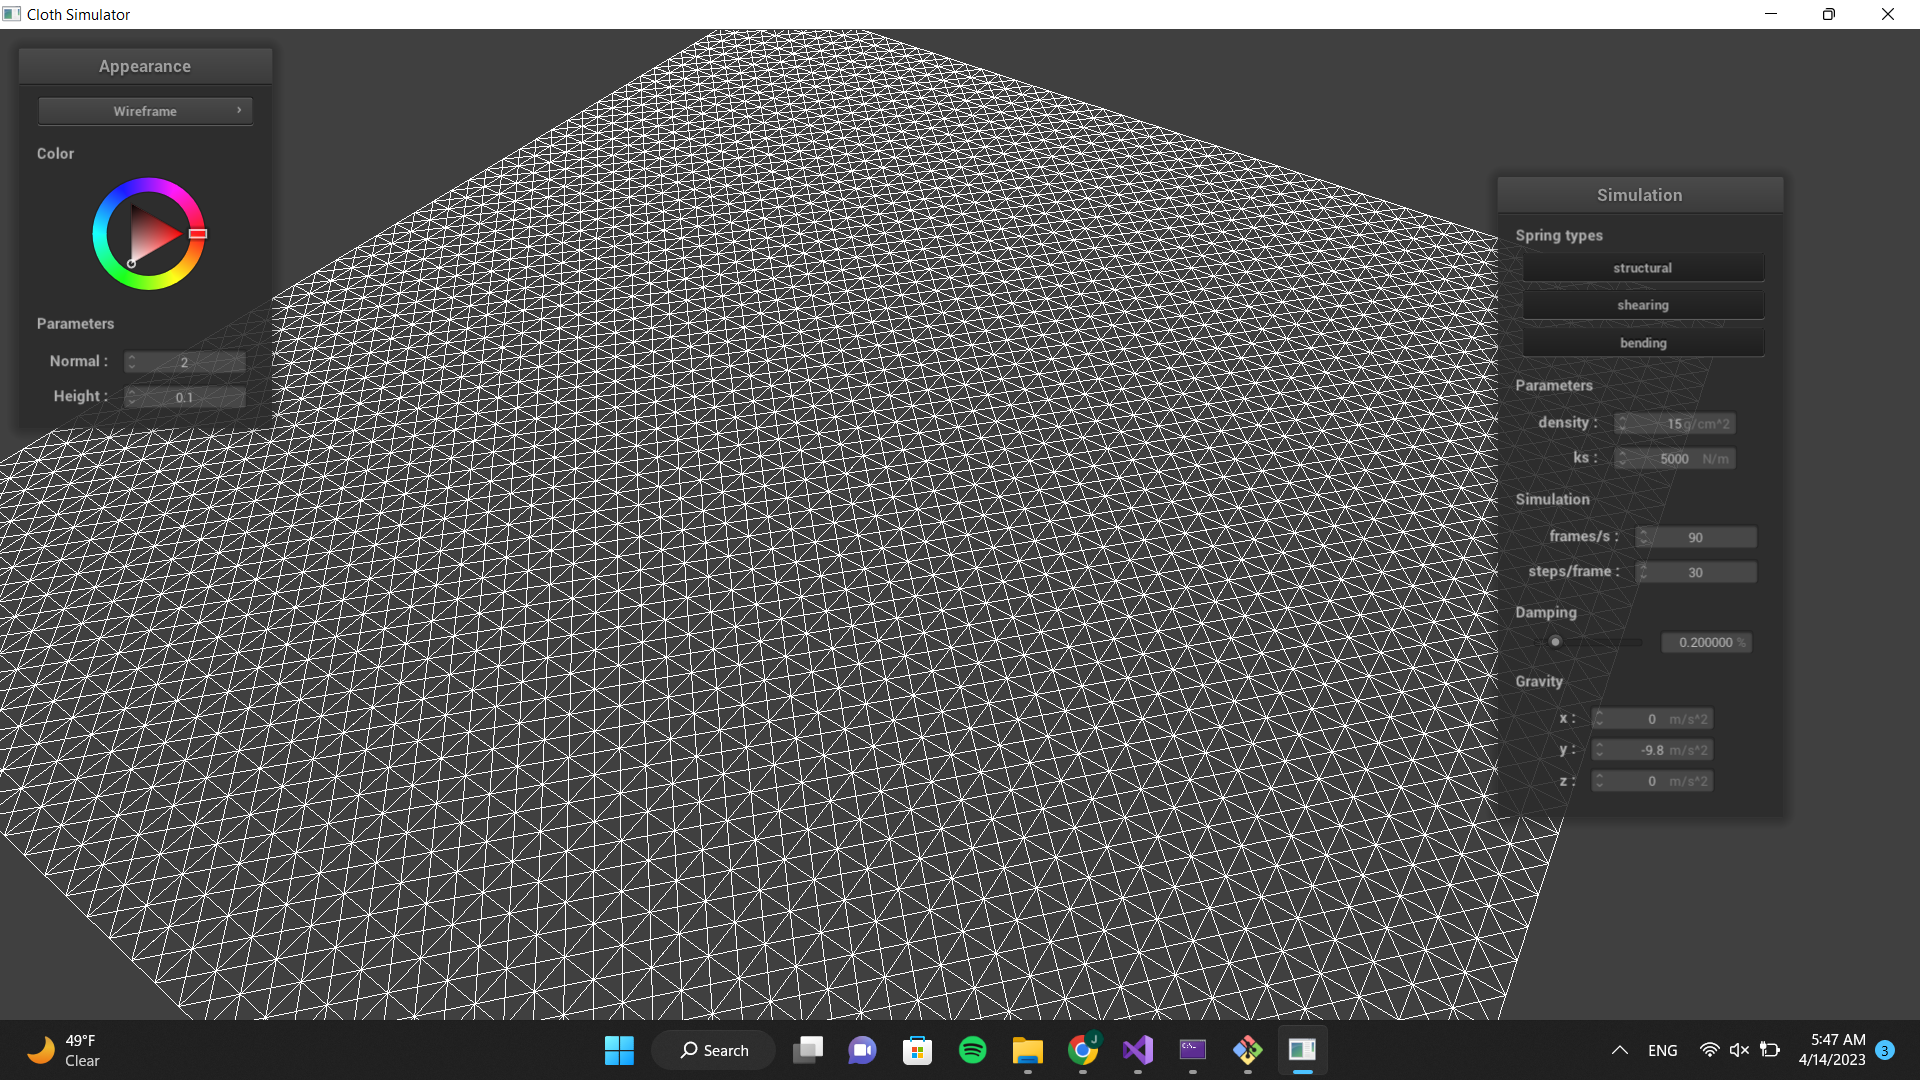 Cloth Simulator
Appearance
Wireframe
Color
Parameters
Normal : 2
Height : 0.1
Simulation
Spring types
structural
shearing
bending
Parameters
density : 15 g/cm^2
ks : 5000 N/m
Simulation
frames/s : 90
steps/frame : 30
Damping
0.200000 %
Gravity
x : 0 m/s^2
y : -9.8 m/s^2
z : 0 m/s^2
49°F
Clear
Search
J
C:\_
ENG
5:47 AM
4/14/2023
3